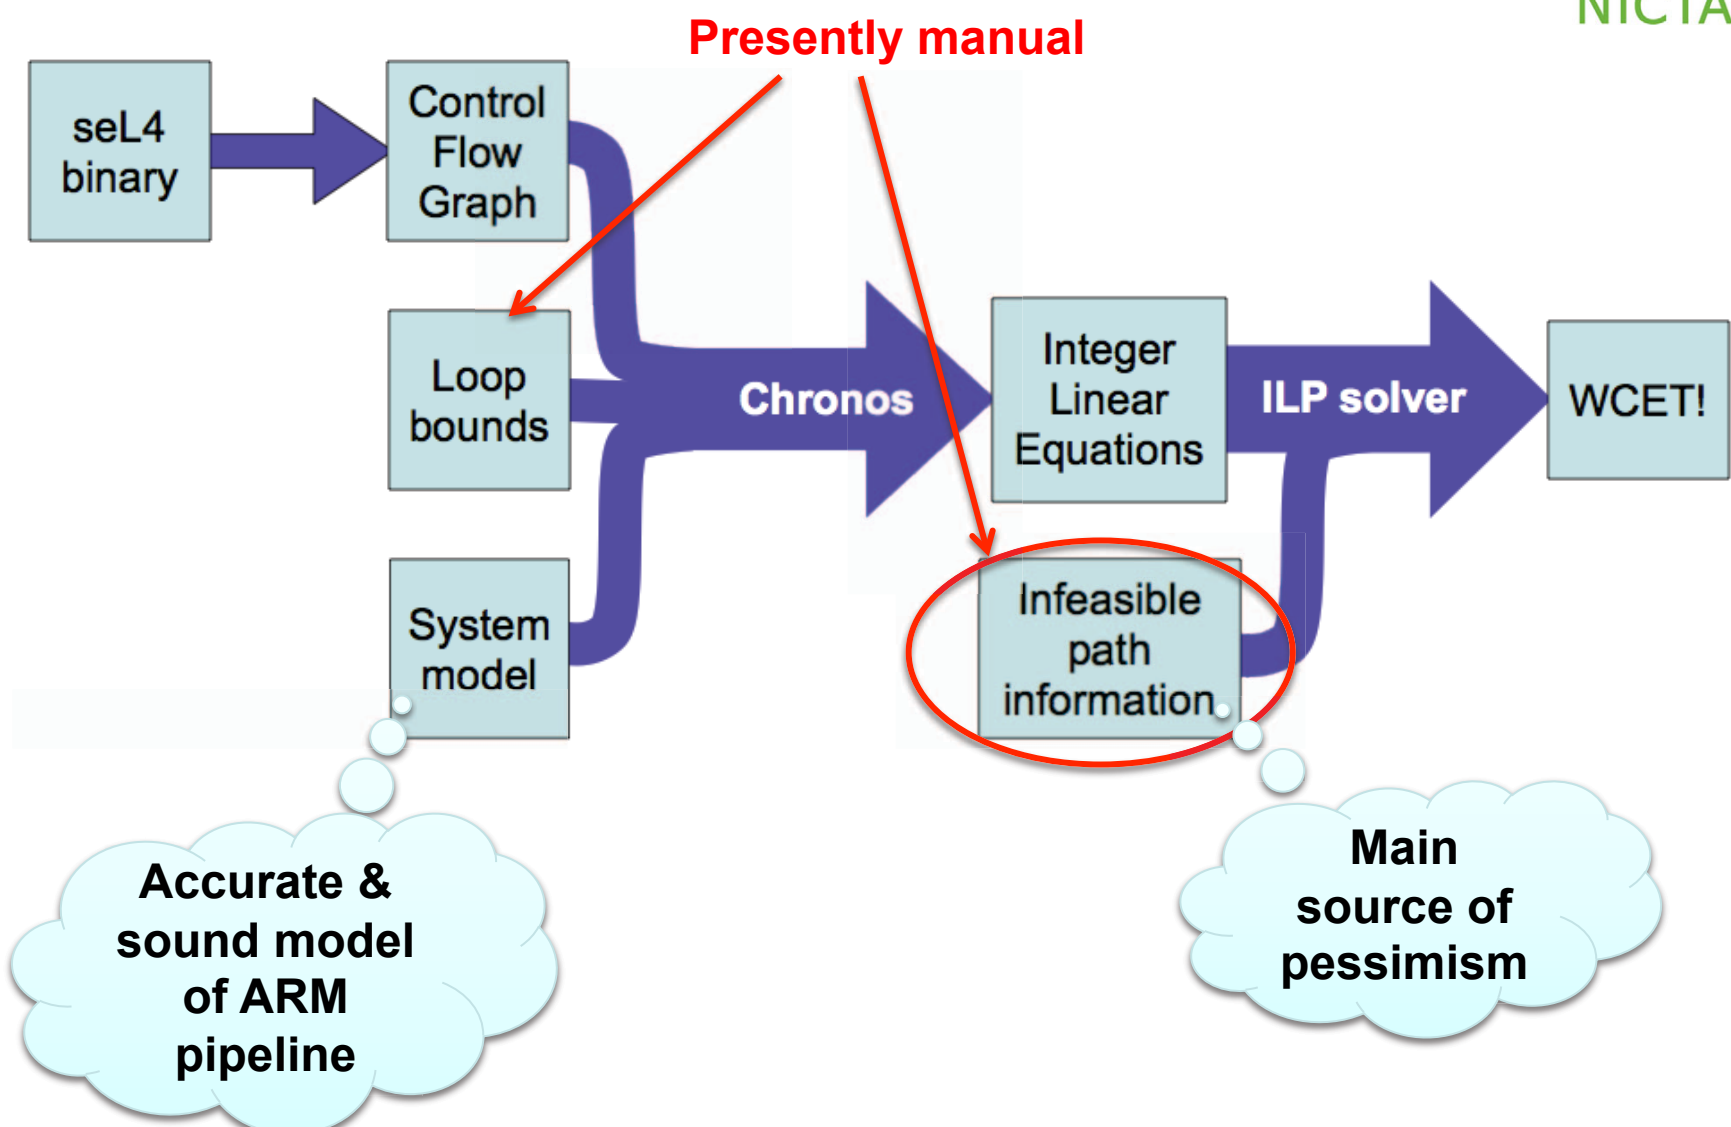 NICTA
Presently manual
seL4
binary
Control
Flow
Graph
Loop
bounds
Chronos
Integer
Linear
Equations
ILP solver
WCET!
System
model
Infeasible
path
information
Accurate &
sound model
of ARM
pipeline
Main
source of
pessimism